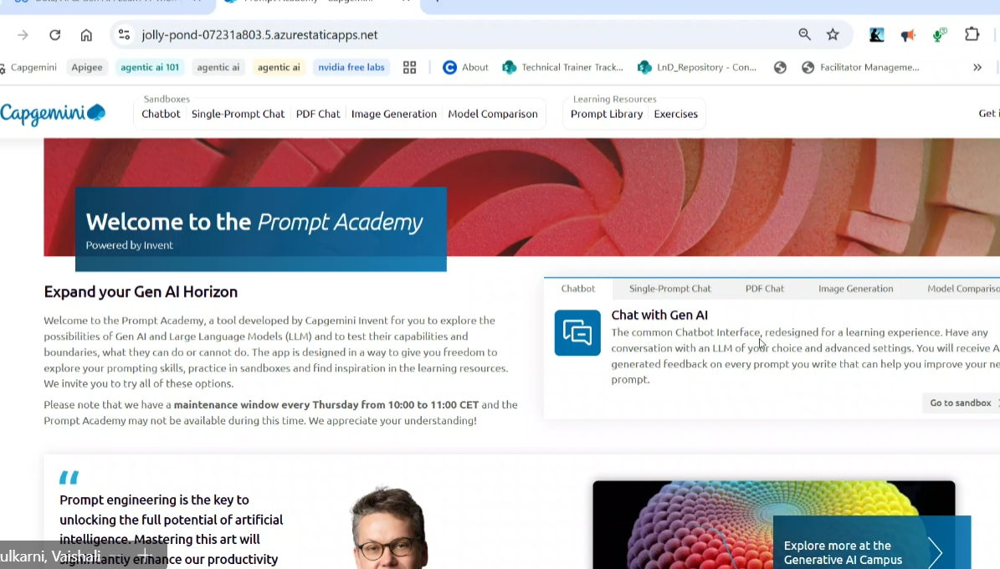 jolly-pond-07231a803.5.azurestaticapps.net
Capgemini
Apigee
agentic ai 101
agentic ai
agentic ai
nvidia free labs
About
Technical Trainer Track...
LnD_Repository - Con...
Facilitator Manageme...
Capgemini
Sandboxes
Chatbot Single-Prompt Chat PDF Chat Image Generation Model Comparison
Learning Resources
Prompt Library Exercises
Get
Welcome to the Prompt Academy
Powered by Invent
Expand your Gen AI Horizon
Welcome to the Prompt Academy, a tool developed by Capgemini Invent for you to explore the
possibilities of Gen AI and Large Language Models (LLM) and to test their capabilities and
boundaries, what they can do or cannot do. The app is designed in a way to give you freedom to
explore your prompting skills, practice in sandboxes and find inspiration in the learning resources.
We invite you to try all of these options.
Please note that we have a maintenance window every Thursday from 10:00 to 11:00 CET and the
Prompt Academy may not be available during this time. We appreciate your understanding!
Chatbot Single-Prompt Chat PDF Chat Image Generation Model Compariso
Chat with Gen AI
The common Chatbot Interface, redesigned for a learning experience. Have any
conversation with an LLM of your choice and advanced settings. You will receive A
generated feedback on every prompt you write that can help you improve your ne
prompt.
Go to sandbox
Prompt engineering is the key to
unlocking the full potential of artificial
intelligence. Mastering this art will
significantly enhance our productivity
ulkarni, Vaishali
Explore more at the
Generative AI Campus